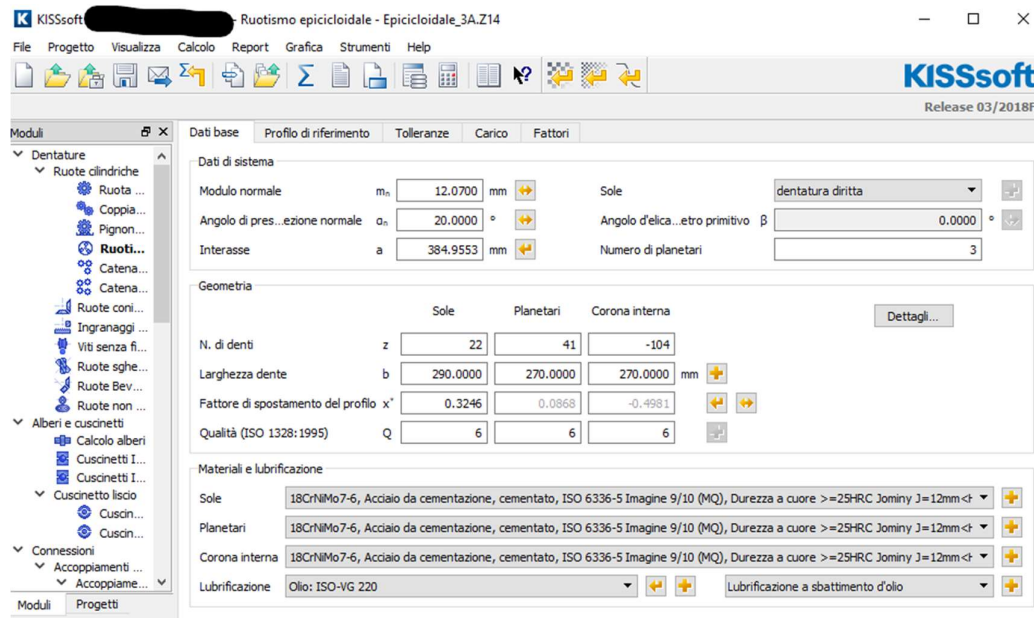 KISSsoft - Ruotismo epicicloidale - Epicicloidale_3A.Z14
File Progetto Visualizza Calcolo Report Grafica Strumenti Help
KISSsoft
Release 03/2018F
Moduli
Dentature
Ruote cilindriche
Ruota ...
Coppia...
Pignon...
Ruoti...
Catena...
Catena...
Ruote coni...
Ingranaggi ...
Viti senza fi...
Ruote sghe...
Ruote Bev...
Ruote non ...
Alberi e cuscinetti
Calcolo alberi
Cuscinetti I...
Cuscinetti I...
Cuscinetto liscio
Cuscin...
Cuscin...
Connessioni
Accoppiamenti ...
Accoppiame...
Moduli Progetti
Dati base Profilo di riferimento Tolleranze Carico Fattori
Dati di sistema
Modulo normale mn 12.0700 mm Sole dentatura diritta
Angolo di pres...ezione normale αn 20.0000 ° Angolo d'elica...etro primitivo β 0.0000 °
Interasse a 384.9553 mm Numero di planetari 3
Geometria
Sole Planetari Corona interna Dettagli...
N. di denti z 22 41 -104
Larghezza dente b 290.0000 270.0000 270.0000 mm
Fattore di spostamento del profilo x* 0.3246 0.0868 -0.4981
Qualità (ISO 1328:1995) Q 6 6 6
Materiali e lubrificazione
Sole 18CrNiMo7-6, Acciaio da cementazione, cementato, ISO 6336-5 Imagine 9/10 (MQ), Durezza a cuore >=25HRC Jominy J=12mm<H
Planetari 18CrNiMo7-6, Acciaio da cementazione, cementato, ISO 6336-5 Imagine 9/10 (MQ), Durezza a cuore >=25HRC Jominy J=12mm<H
Corona interna 18CrNiMo7-6, Acciaio da cementazione, cementato, ISO 6336-5 Imagine 9/10 (MQ), Durezza a cuore >=25HRC Jominy J=12mm<H
Lubrificazione Olio: ISO-VG 220 Lubrificazione a sbattimento d'olio